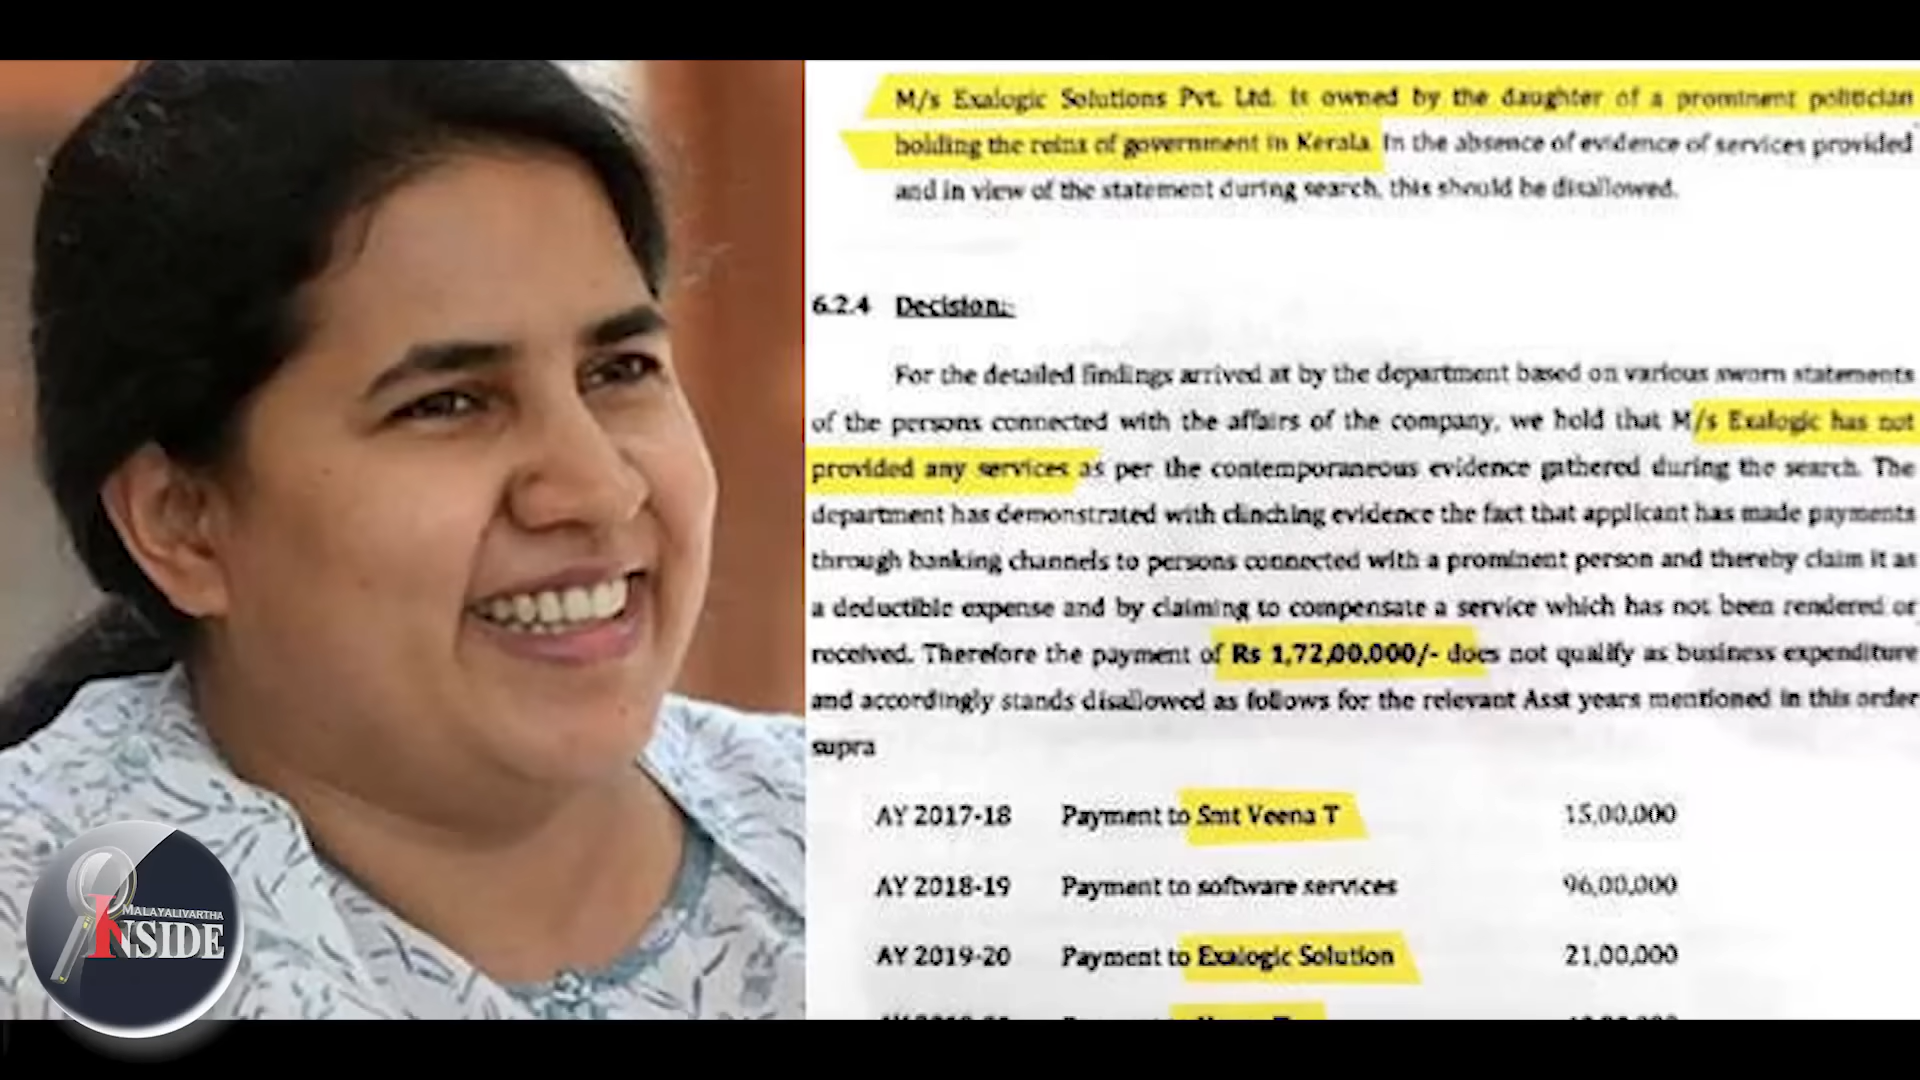 M/s Exalogic Solutions Pvt. Ltd. is owned by the daughter of a prominent politician
holding the reins of government in Kerala. In the absence of evidence of services provided
and in view of the statement during search, this should be disallowed.
6.2.4 Decision:-
For the detailed findings arrived at by the department based on various sworn statements
of the persons connected with the affairs of the company, we hold that M/s Exalogic has not
provided any services as per the contemporaneous evidence gathered during the search. The
department has demonstrated with clinching evidence the fact that applicant has made payments
through banking channels to persons connected with a prominent person and thereby claim it as
a deductible expense and by claiming to compensate a service which has not been rendered or
received. Therefore the payment of Rs 1,72,00,000/- does not qualify as business expenditure
and accordingly stands disallowed as follows for the relevant Asst years mentioned in this order
supra
AY 2017-18 Payment to Smt Veena T 15,00,000
AY 2018-19 Payment to software services 96,00,000
AY 2019-20 Payment to Exalogic Solution 21,00,000
MALAYALIVARTHA
INSIDE